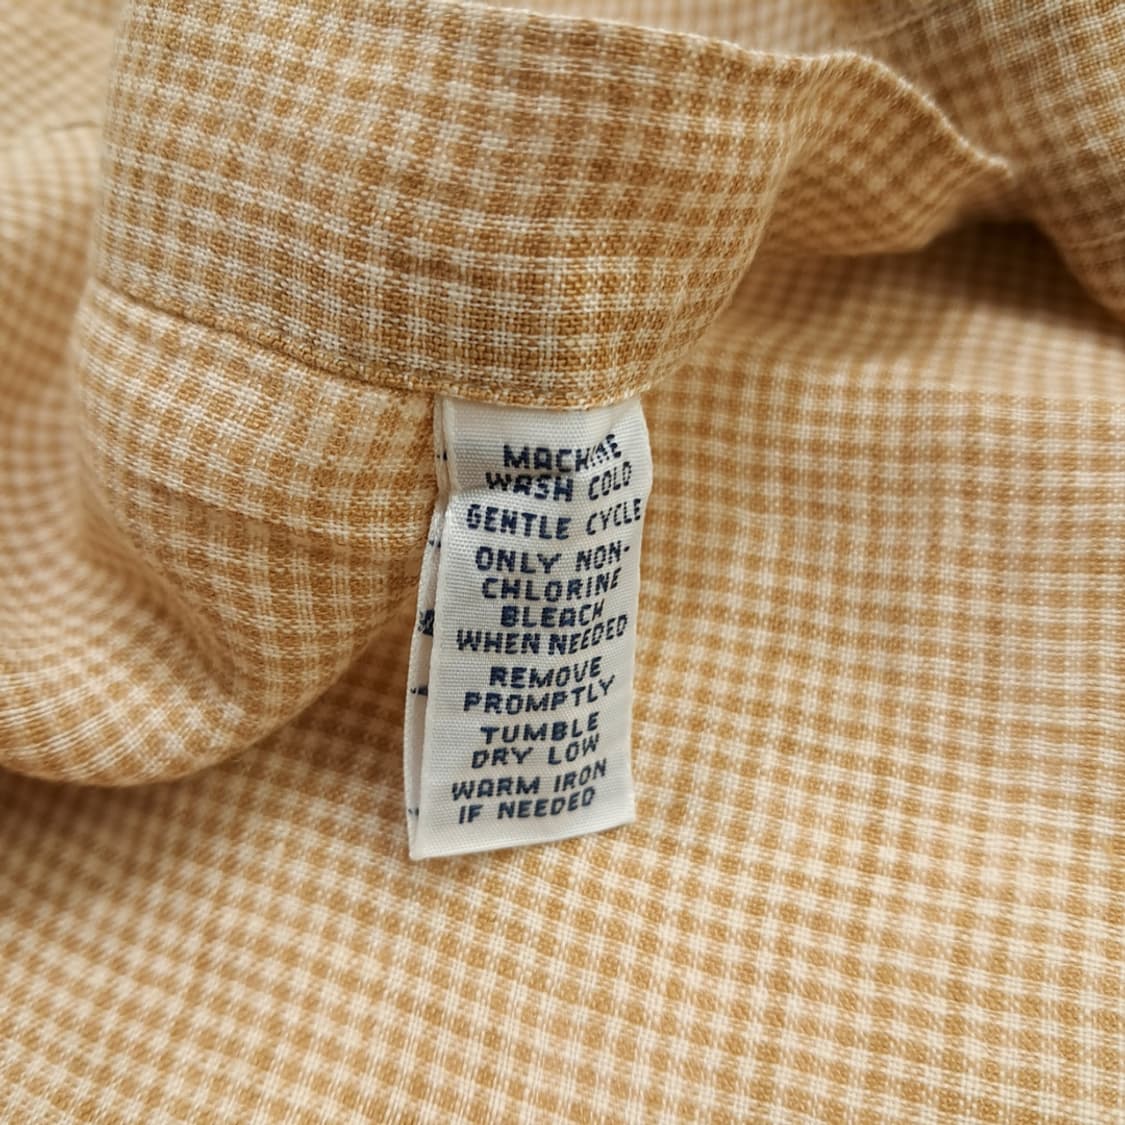 MACHINE
WASH COLD
GENTLE CYCLE
ONLY NON-
CHLORINE
BLEACH
WHEN NEEDED
REMOVE
PROMPTLY
TUMBLE
DRY LOW
WARM IRON
IF NEEDED